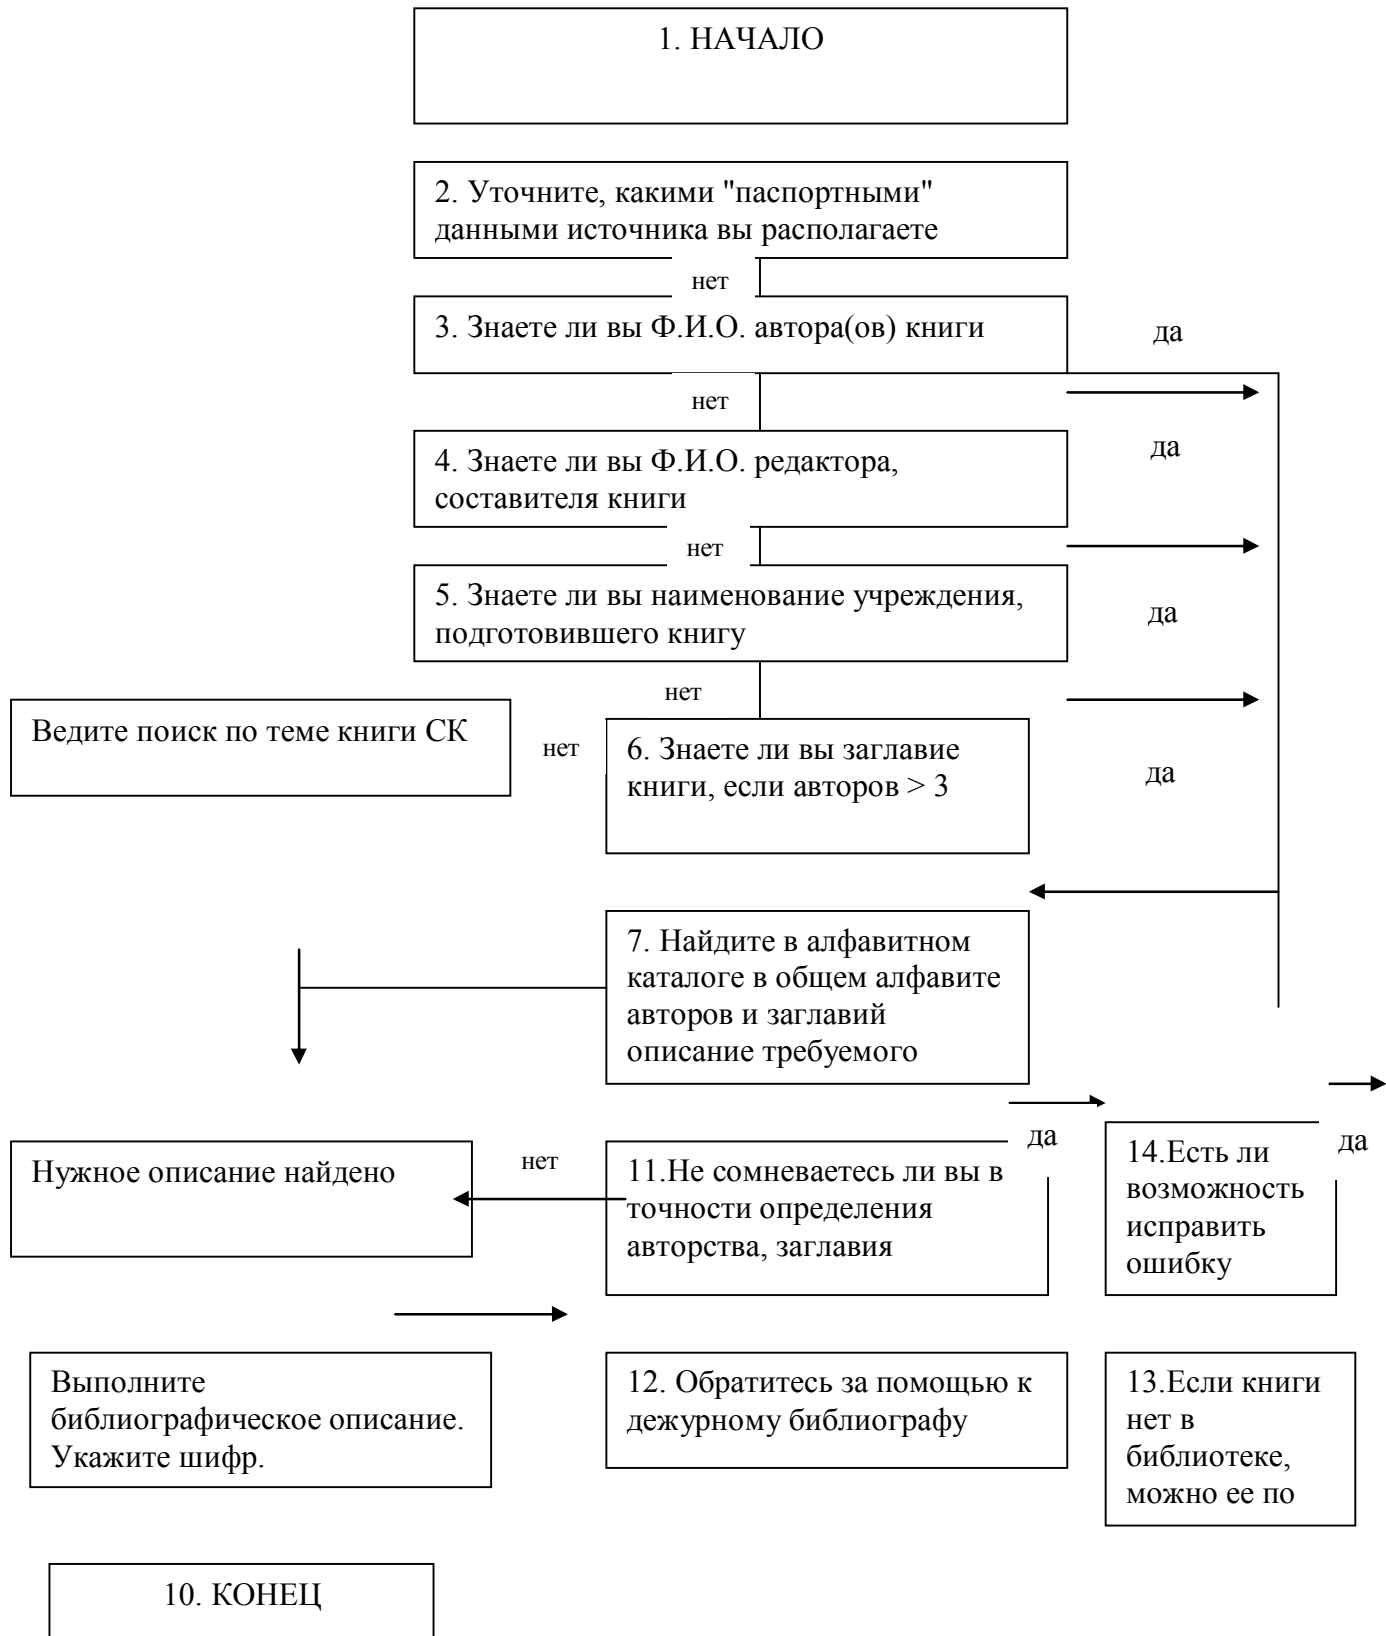 1. НАЧАЛО
2. Уточните, какими "паспортными"
данными источника вы располагаете
нет
3. Знаете ли вы Ф.И.О. автора(ов) книги
да
нет
4. Знаете ли вы Ф.И.О. редактора,
составителя книги
да
нет
5. Знаете ли вы наименование учреждения,
подготовившего книгу
да
нет
Ведите поиск по теме книги СК
нет
6. Знаете ли вы заглавие
книги, если авторов > 3
да
7. Найдите в алфавитном
каталоге в общем алфавите
авторов и заглавий
описание требуемого
Нужное описание найдено
нет
11.Не сомневаетесь ли вы в
точности определения
авторства, заглавия
да
14.Есть ли
возможность
исправить
ошибку
да
Выполните
библиографическое описание.
Укажите шифр.
12. Обратитесь за помощью к
дежурному библиографу
13.Если книги
нет в
библиотеке,
можно ее по
10. КОНЕЦ